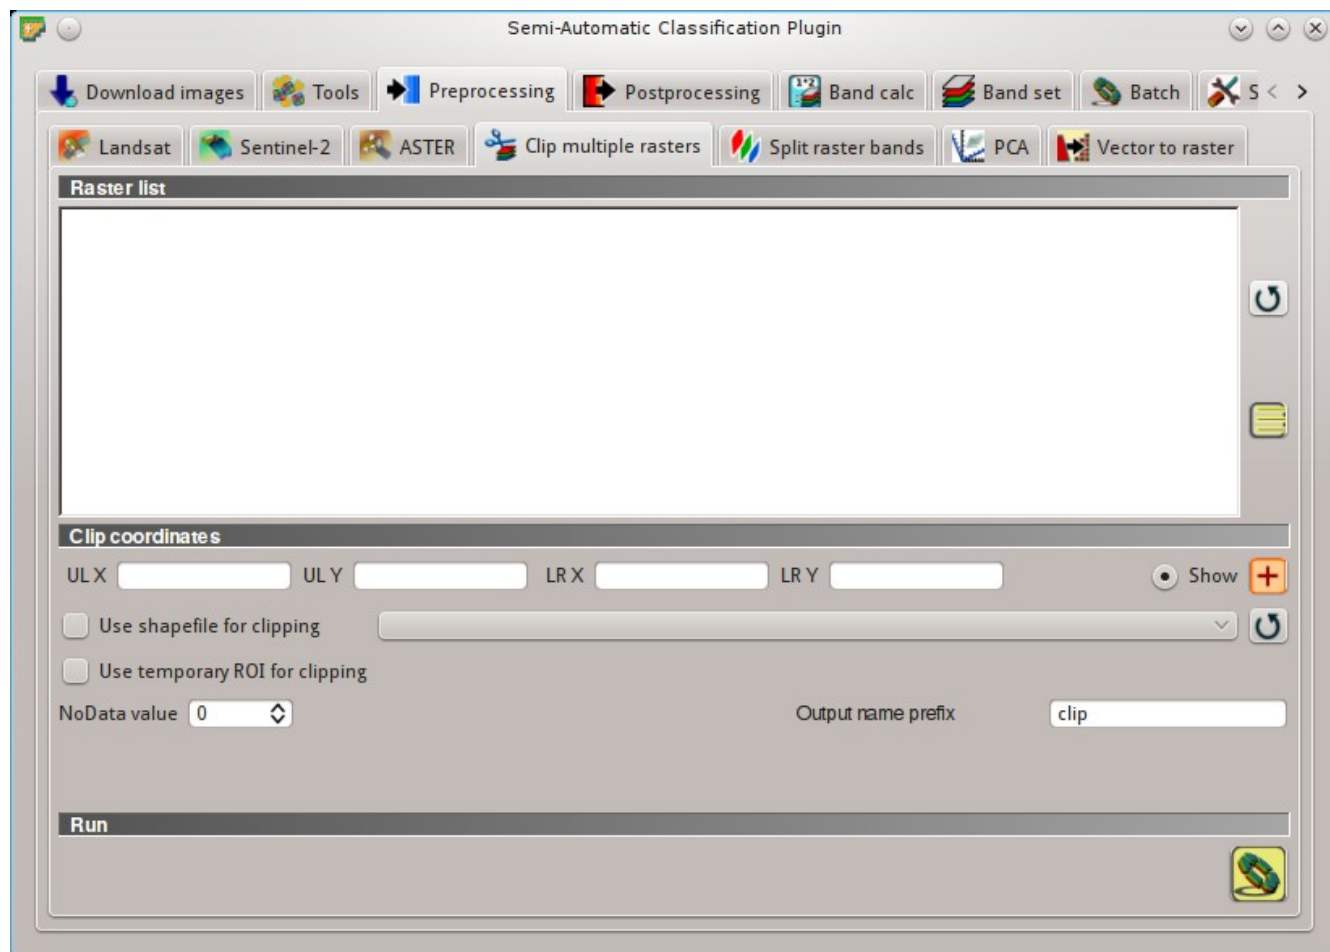 Semi-Automatic Classification Plugin
Download images Tools Preprocessing Postprocessing 1*2 Band calc Band set Batch S
Landsat Sentinel-2 ASTER Clip multiple rasters Split raster bands PCA Vector to raster
Raster list
Clip coordinates
UL X UL Y LR X LR Y Show
Use shapefile for clipping
Use temporary ROI for clipping
NoData value 0 Output name prefix clip
Run